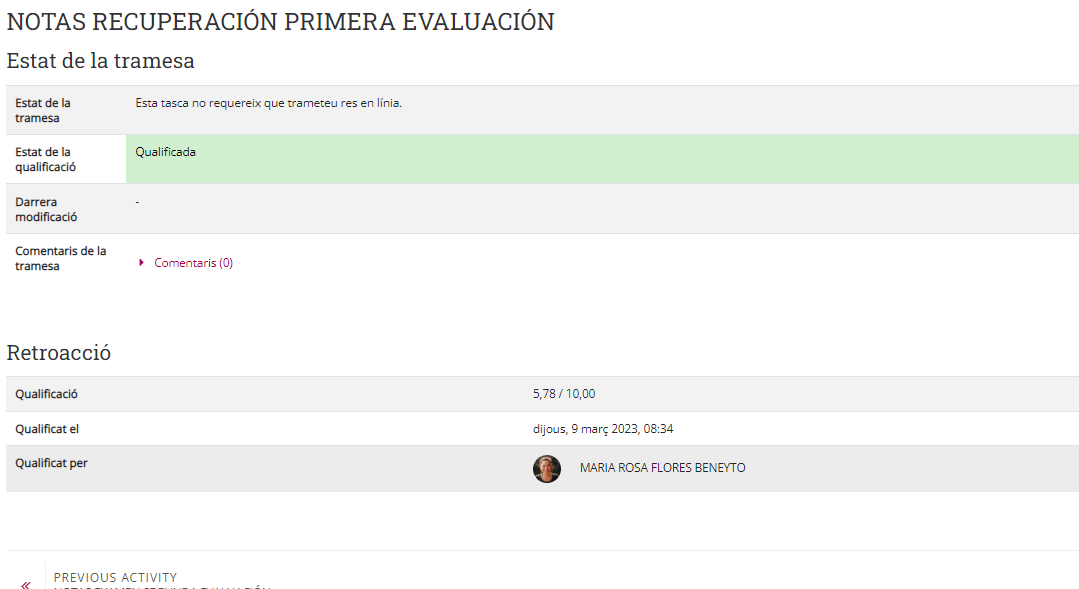 NOTAS RECUPERACIÓN PRIMERA EVALUACIÓN
Estat de la tramesa
Estat de la tramesa
Esta tasca no requereix que trameteu res en línia.
Estat de la qualificació
Qualificada
Darrera modificació
-
Comentaris de la tramesa
Comentaris (0)
Retroacció
Qualificació
5,78 / 10,00
Qualificat el
dijous, 9 març 2023, 08:34
Qualificat per
MARIA ROSA FLORES BENEYTO
PREVIOUS ACTIVITY